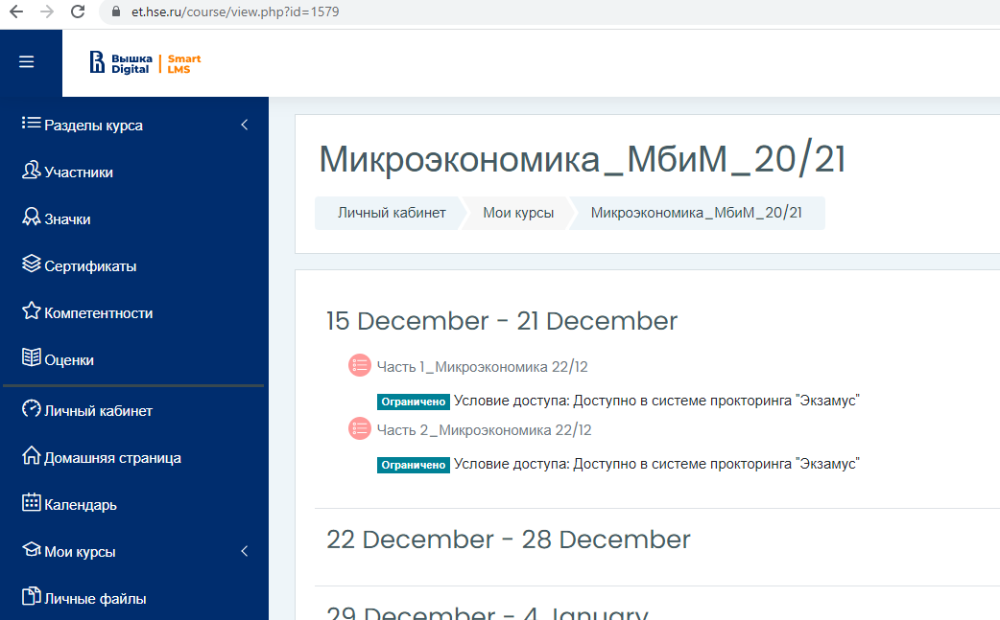 et.hse.ru/course/view.php?id=1579
Вышка Digital
Smart LMS
Разделы курса
Участники
Значки
Сертификаты
Компетентности
Оценки
Личный кабинет
Домашняя страница
Календарь
Мои курсы
Личные файлы
Микроэкономика_МбиМ_20/21
Личный кабинет Мои курсы Микроэкономика_МбиМ_20/21
15 December - 21 December
Часть 1_Микроэкономика 22/12
Ограничено Условие доступа: Доступно в системе прокторинга "Экзамус"
Часть 2_Микроэкономика 22/12
Ограничено Условие доступа: Доступно в системе прокторинга "Экзамус"
22 December - 28 December
29 December - 4 January